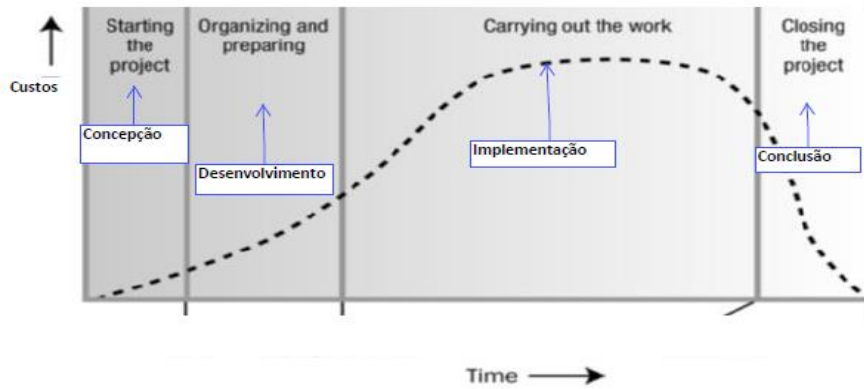 Starting
the
project
Organizing and
preparing
Carrying out the work
Closing
the
project
Custos
Concepção
Desenvolvimento
Implementação
Conclusão
Time